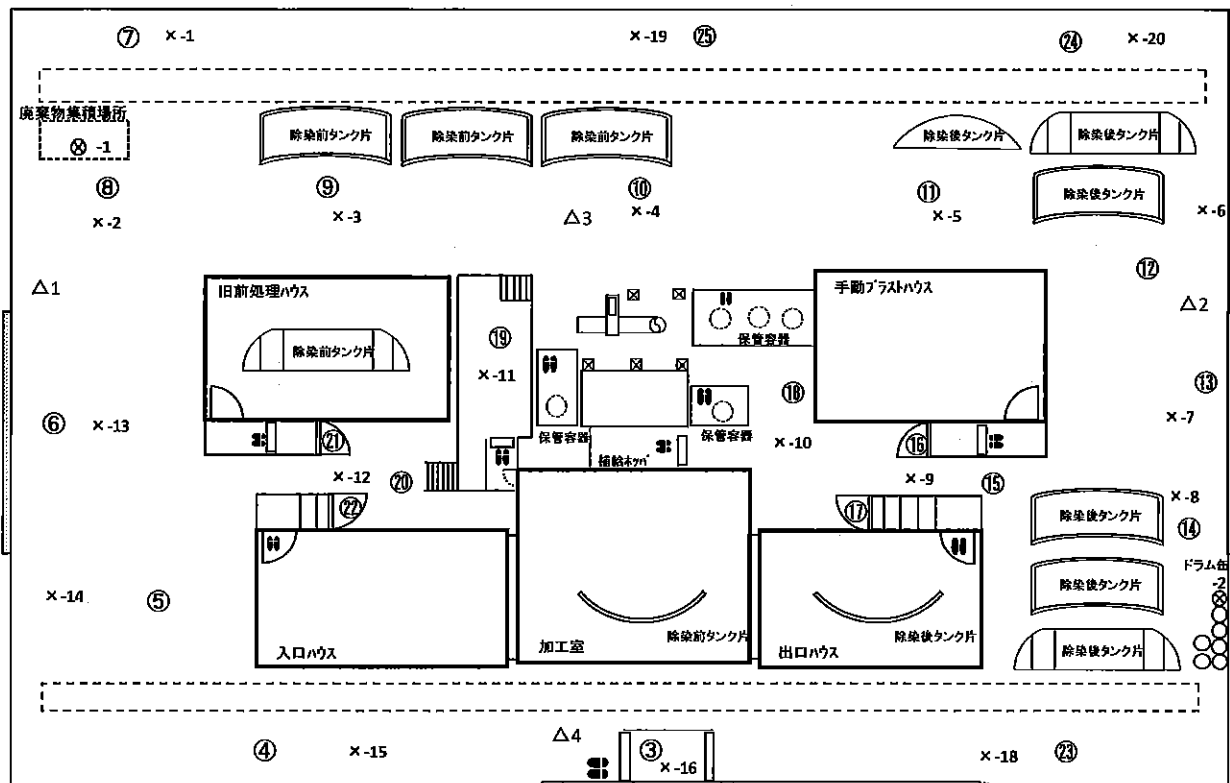 ⑦ ×-1 ×-19 ㉕ ㉔ ×-20
廃棄物集積場所
⊗ -1
除染前タンク片 除染前タンク片 除染前タンク片 除染後タンク片 除染後タンク片
⑧ ⑨ ⑩ ⑪ 除染後タンク片
×-2 ×-3 △3 ×-4 ×-5 ×-6
⑫
△1 旧前処理ハウス 手動ブラストハウス △2
保管容器
⑲ 除染前タンク片
×-11 ⑱ ⑬
⑥ ×-13 ×-7
㉑ 保管容器 保管容器 ×-10 ⑯
補給ホッパ
×-12 ⑳ ×-9 ⑮
㉒ ⑰ ×-8
除染後タンク片 ⑭
ドラム缶
-2
⊗
×-14 ⑤ 除染後タンク片
入口ハウス 加工室 除染前タンク片 出口ハウス 除染後タンク片 除染後タンク片
④ ×-15 △4 ③ ×-16 ×-18 ㉓